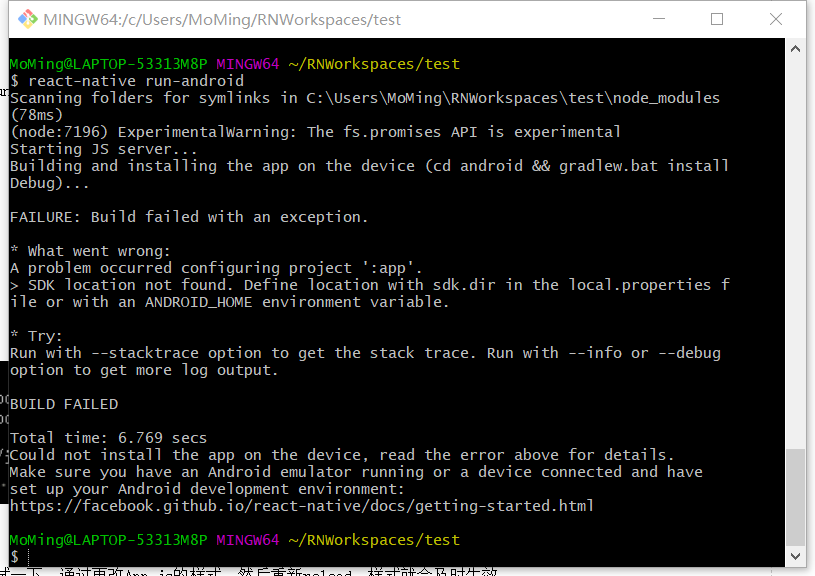 MINGW64:/c/Users/MoMing/RNWorkspaces/test
MoMing@LAPTOP-53313M8P MINGW64 ~/RNWorkspaces/test
$ react-native run-android
Scanning folders for symlinks in C:\Users\MoMing\RNWorkspaces\test\node_modules
(78ms)
(node:7196) ExperimentalWarning: The fs.promises API is experimental
Starting JS server...
Building and installing the app on the device (cd android && gradlew.bat install
Debug)...
FAILURE: Build failed with an exception.
* What went wrong:
A problem occurred configuring project ':app'.
> SDK location not found. Define location with sdk.dir in the local.properties f
ile or with an ANDROID_HOME environment variable.
* Try:
Run with --stacktrace option to get the stack trace. Run with --info or --debug
option to get more log output.
BUILD FAILED
Total time: 6.769 secs
Could not install the app on the device, read the error above for details.
Make sure you have an Android emulator running or a device connected and have
set up your Android development environment:
https://facebook.github.io/react-native/docs/getting-started.html
MoMing@LAPTOP-53313M8P MINGW64 ~/RNWorkspaces/test
$